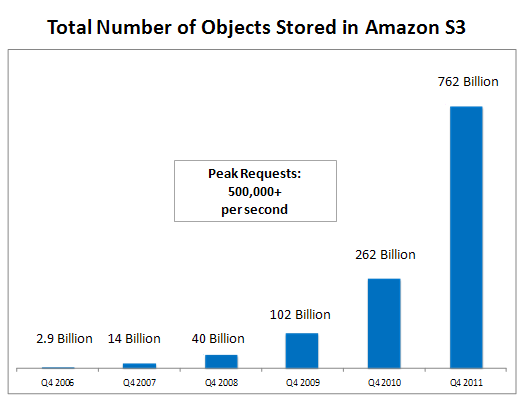 Total Number of Objects Stored in Amazon S3
762 Billion
Peak Requests:
500,000+
per second
262 Billion
102 Billion
2.9 Billion
14 Billion
40 Billion
Q4 2006
Q4 2007
Q4 2008
Q4 2009
Q4 2010
Q4 2011